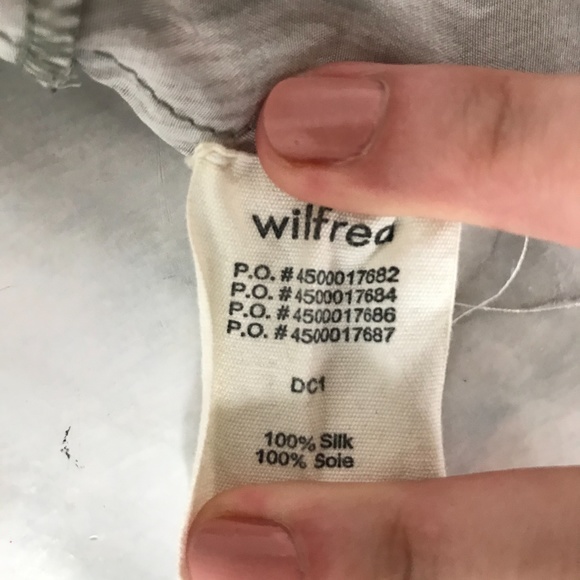 wilfred
P.O. #4500017682
P.O. #4500017684
P.O. #4500017686
P.O. #4500017687
DC1
100% Silk
100% Soie